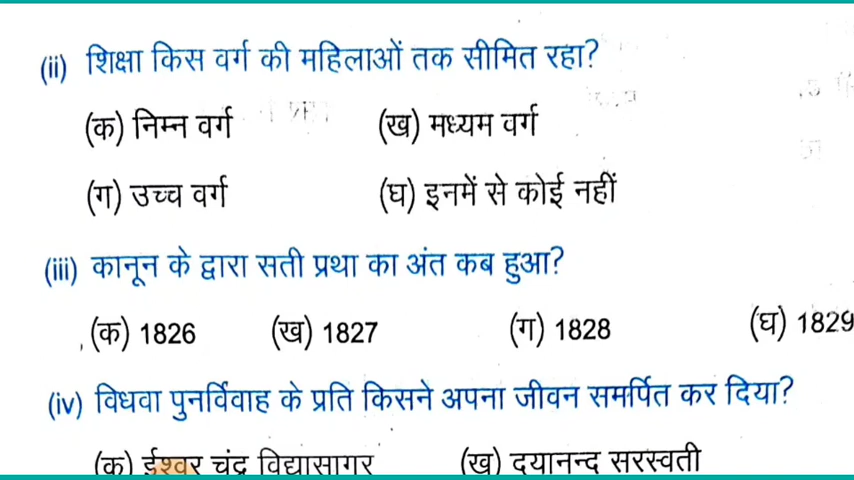 (ii) शिक्षा किस वर्ग की महिलाओं तक सीमित रहा?
(क) निम्न वर्ग (ख) मध्यम वर्ग
(ग) उच्च वर्ग (घ) इनमें से कोई नहीं
(iii) कानून के द्वारा सती प्रथा का अंत कब हुआ?
(क) 1826 (ख) 1827 (ग) 1828 (घ) 1829
(iv) विधवा पुनर्विवाह के प्रति किसने अपना जीवन समर्पित कर दिया?
(क) ईश्वर चंद्र विद्यासागर (ख) दयानन्द सरस्वती